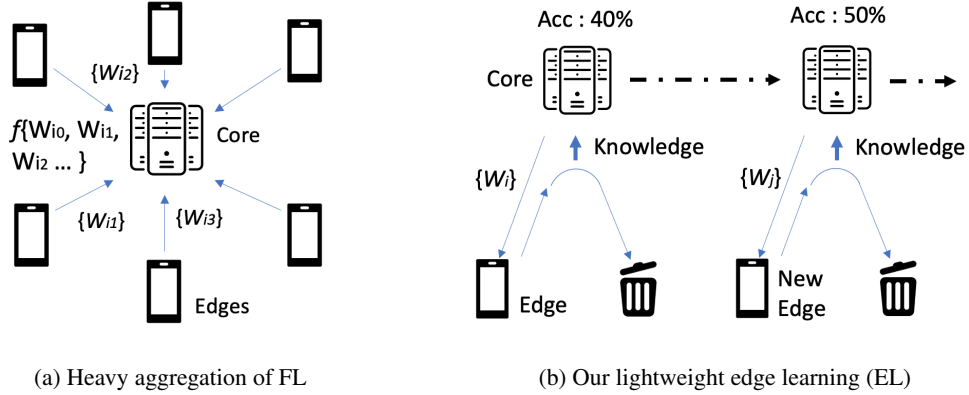 {Wi2}
f{Wi0, Wi1,
Wi2 ... }
Core
{Wi1}
{Wi3}
Edges
(a) Heavy aggregation of FL
Acc : 40%
Acc : 50%
Core
Knowledge
Knowledge
{Wi}
{Wj}
Edge
New
Edge
(b) Our lightweight edge learning (EL)